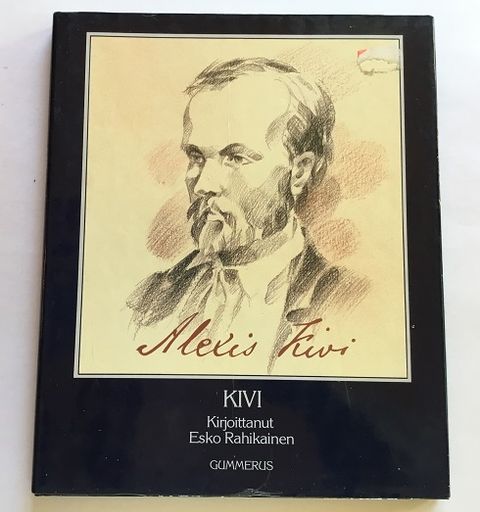 Alexis Kivi
KIVI
Kirjoittanut
Esko Rahikainen
GUMMERUS